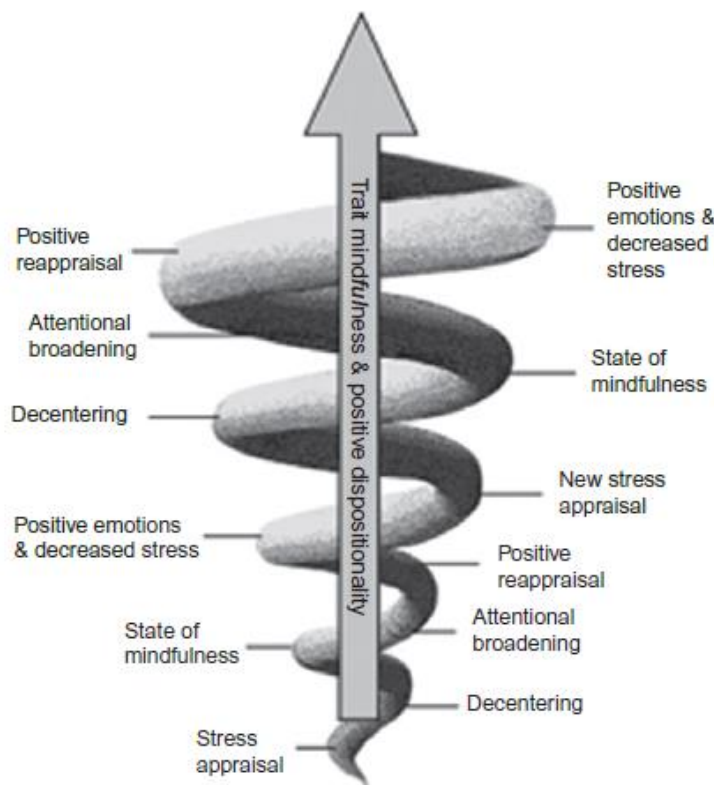 Positive
emotions &
decreased
stress
Positive
reappraisal
Attentional
broadening
State of
mindfulness
Decentering
New stress
appraisal
Positive emotions
& decreased stress
Positive
reappraisal
Attentional
broadening
State of
mindfulness
Decentering
Stress
appraisal
Trait mindfulness & positive dispositionality